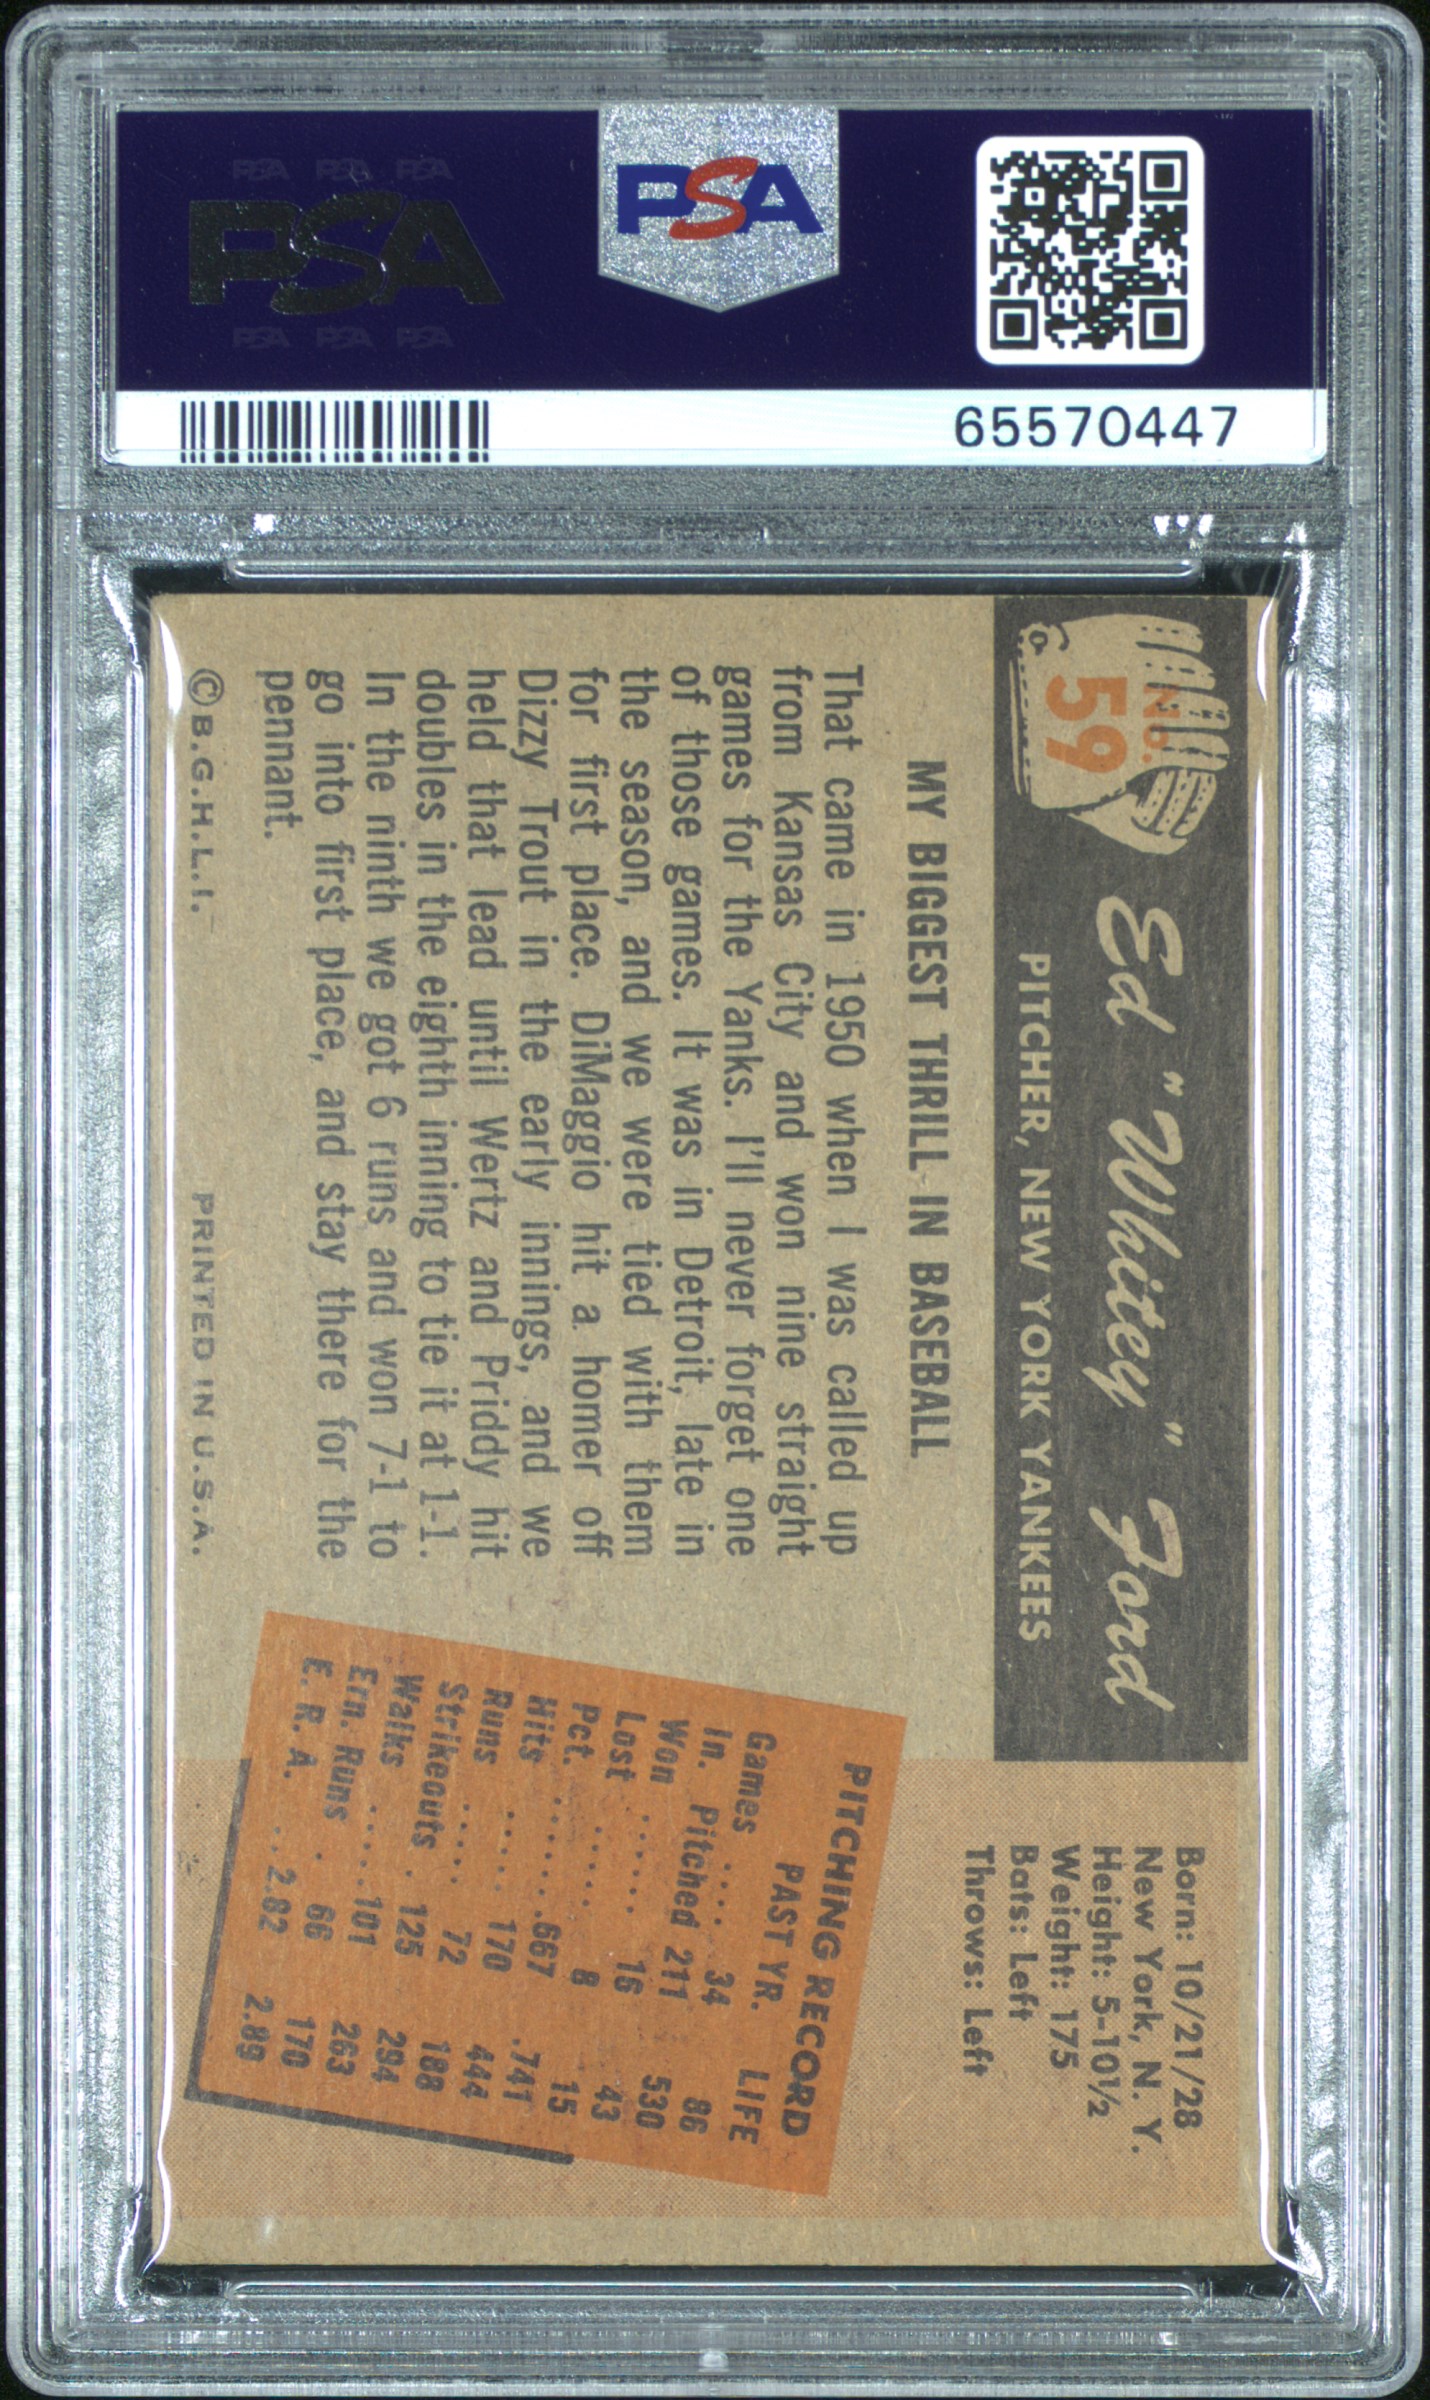 PSA PSA PSA
PSA
PSA PSA PSA
PSA
65570447
No.
59
Ed "Whitey" Ford
PITCHER, NEW YORK YANKEES
Born: 10/21/28
New York, N. Y.
Height: 5-10½
Weight: 175
Bats: Left
Throws: Left
MY BIGGEST THRILL IN BASEBALL
That came in 1950 when I was called up
from Kansas City and won nine straight
games for the Yanks. I'll never forget one
of those games. It was in Detroit, late in
the season, and we were tied with them
for first place. DiMaggio hit a homer off
Dizzy Trout in the early innings, and we
held that lead until Wertz and Priddy hit
doubles in the eighth inning to tie it at 1-1.
In the ninth we got 6 runs and won 7-1 to
go into first place, and stay there for the
pennant.
© B.G.H.L.I.
PRINTED IN U.S.A.
PITCHING RECORD
PAST YR. LIFE
Games .... 34 86
In. Pitched 211 530
Won ...... 16 43
Lost ...... 8 15
Pct. ....... .667 .741
Hits ...... 170 444
Runs ..... 72 188
Strikeouts . 125 294
Walks .....101 263
Ern. Runs . 66 170
E. R. A. ..2.82 2.89